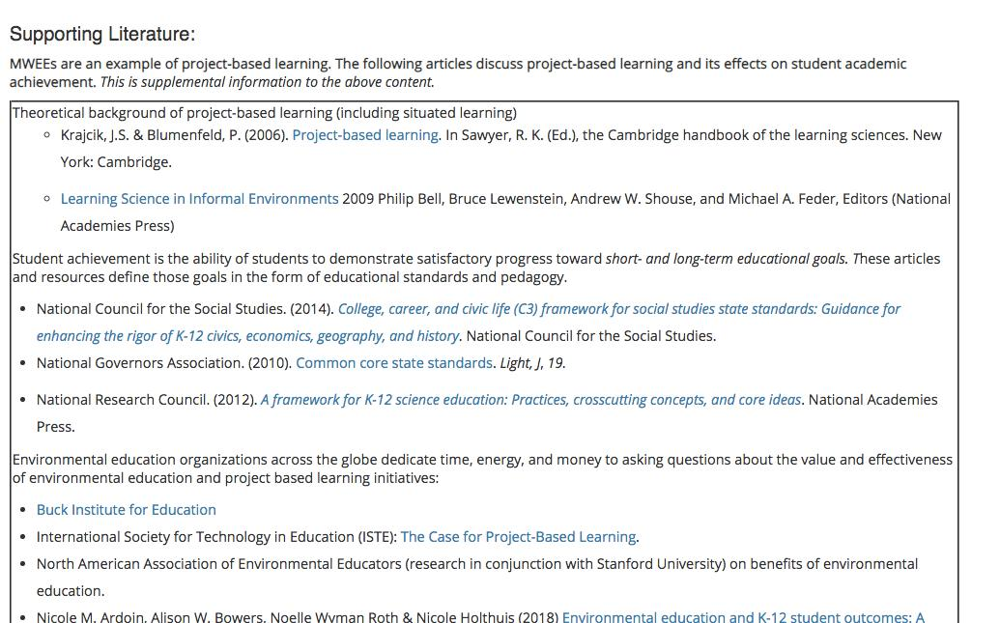 Supporting Literature:
MWEEs are an example of project-based learning. The following articles discuss project-based learning and its effects on student academic
achievement. This is supplemental information to the above content.
Theoretical background of project-based learning (including situated learning)
Krajcik, J.S. & Blumenfeld, P. (2006). Project-based learning. In Sawyer, R. K. (Ed.), the Cambridge handbook of the learning sciences. New
York: Cambridge.
Learning Science in Informal Environments 2009 Philip Bell, Bruce Lewenstein, Andrew W. Shouse, and Michael A. Feder, Editors (National
Academies Press)
Student achievement is the ability of students to demonstrate satisfactory progress toward short- and long-term educational goals. These articles
and resources define those goals in the form of educational standards and pedagogy.
National Council for the Social Studies. (2014). College, career, and civic life (C3) framework for social studies state standards: Guidance for
enhancing the rigor of K-12 civics, economics, geography, and history. National Council for the Social Studies.
National Governors Association. (2010). Common core state standards. Light, J, 19.
National Research Council. (2012). A framework for K-12 science education: Practices, crosscutting concepts, and core ideas. National Academies
Press.
Environmental education organizations across the globe dedicate time, energy, and money to asking questions about the value and effectiveness
of environmental education and project based learning initiatives:
Buck Institute for Education
International Society for Technology in Education (ISTE): The Case for Project-Based Learning.
North American Association of Environmental Educators (research in conjunction with Stanford University) on benefits of environmental
education.
Nicole M. Ardoin, Alison W. Bowers, Noelle Wyman Roth & Nicole Holthuis (2018) Environmental education and K-12 student outcomes: A